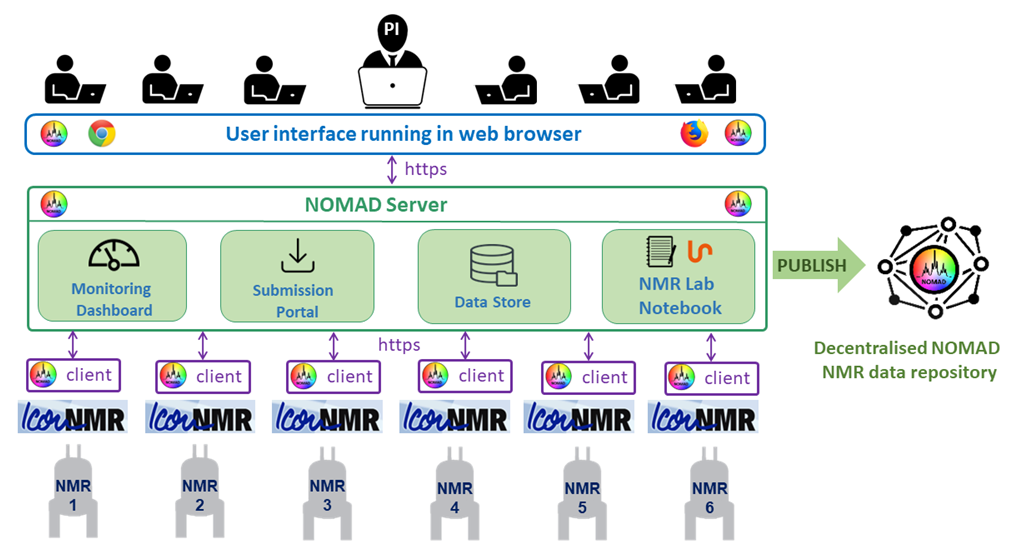 PI
User interface running in web browser
https
NOMAD Server
Monitoring
Dashboard
Submission
Portal
Data Store
NMR Lab
Notebook
PUBLISH
NOMAD
Decentralised NOMAD
NMR data repository
https
client
client
client
client
client
client
IconNMR
IconNMR
IconNMR
IconNMR
IconNMR
IconNMR
NMR
1
NMR
2
NMR
3
NMR
4
NMR
5
NMR
6